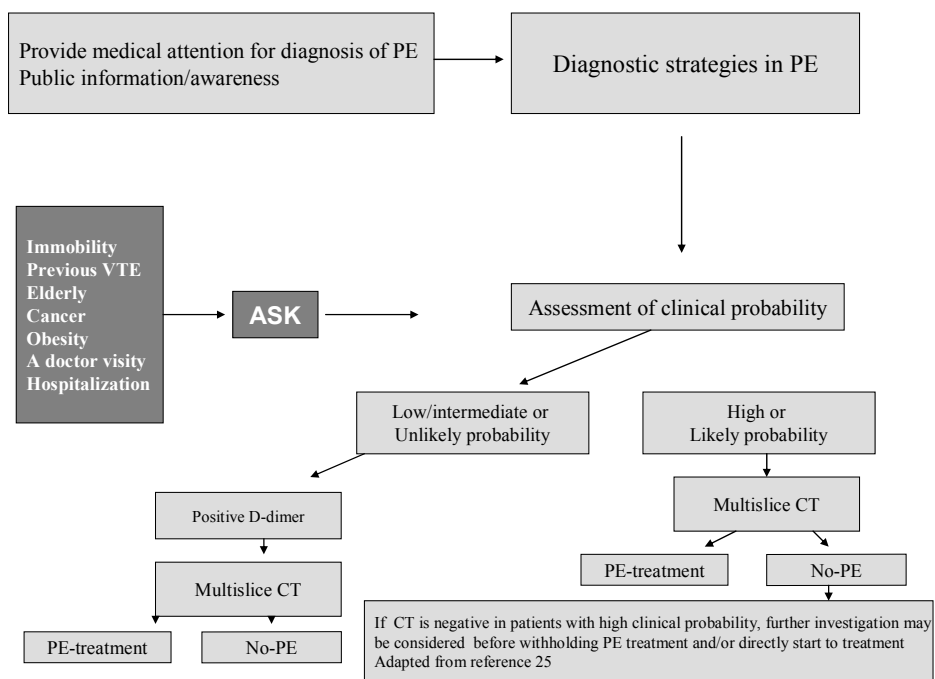 Provide medical attention for diagnosis of PE
Public information/awareness
Diagnostic strategies in PE
Immobility
Previous VTE
Elderly
Cancer
Obesity
A doctor visity
Hospitalization
ASK
Assessment of clinical probability
Low/intermediate or
Unlikely probability
High or
Likely probability
Positive D-dimer
Multislice CT
Multislice CT
PE-treatment
No-PE
PE-treatment
No-PE
If CT is negative in patients with high clinical probability, further investigation may
be considered before withholding PE treatment and/or directly start to treatment
Adapted from reference 25